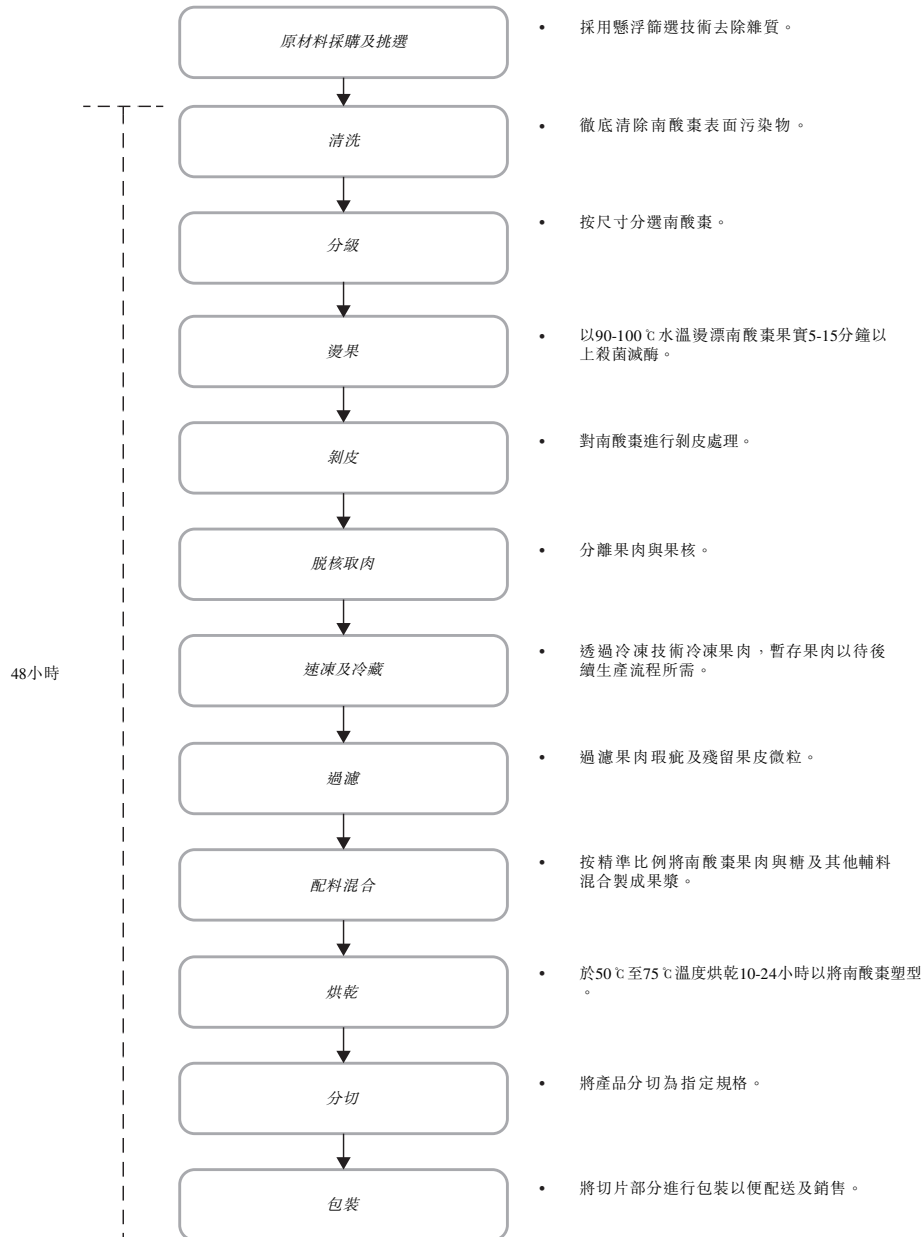 原材料採購及挑選
• 採用懸浮篩選技術去除雜質。
清洗
• 徹底清除南酸棗表面污染物。
分級
• 按尺寸分選南酸棗。
燙果
• 以90-100℃水溫燙漂南酸棗果實5-15分鐘以
上殺菌滅酶。
剝皮
• 對南酸棗進行剝皮處理。
脫核取肉
• 分離果肉與果核。
48小時
速凍及冷藏
• 透過冷凍技術冷凍果肉，暫存果肉以待後
續生產流程所需。
過濾
• 過濾果肉瑕疵及殘留果皮微粒。
配料混合
• 按精準比例將南酸棗果肉與糖及其他輔料
混合製成果漿。
烘乾
• 於50℃至75℃溫度烘乾10-24小時以將南酸棗塑型
。
分切
• 將產品分切為指定規格。
包裝
• 將切片部分進行包裝以便配送及銷售。